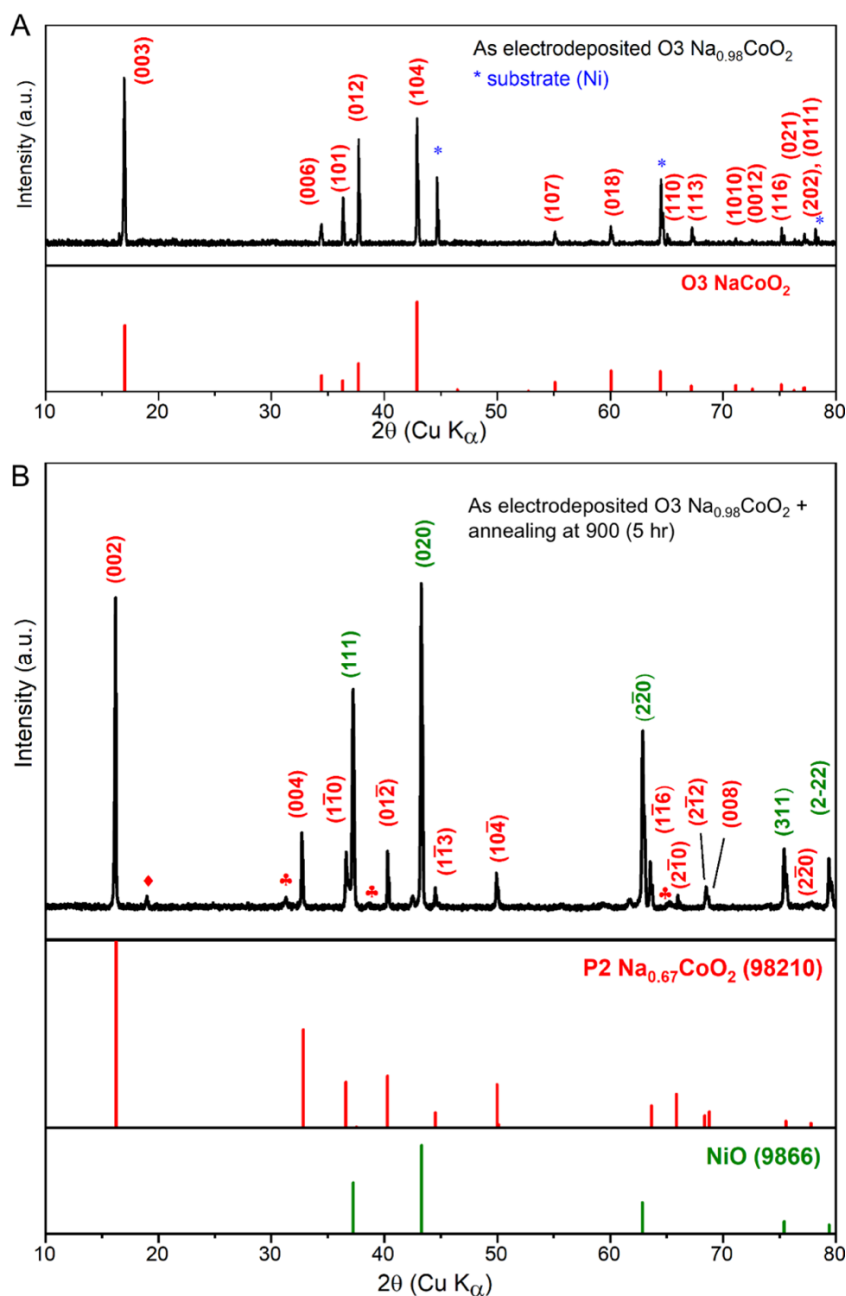 A
As electrodeposited O3 Na₀.₉₈CoO₂
* substrate (Ni)
Intensity (a.u.)
(003)
(006)
(101)
(012)
(104)
*
(107)
(018)
*
(110)
(113)
(1010)
(0012)
(116)
(021)
(202), (0111)
*
O3 NaCoO₂
10 20 30 40 50 60 70 80
2θ (Cu Kα)
B
As electrodeposited O3 Na₀.₉₈CoO₂ +
annealing at 900 (5 hr)
Intensity (a.u.)
(002)
♦
♣
(004)
(11̅0)
(111)
♣
(012̅)
(020)
(11̅3)
(104̅)
(22̅0)
(11̅6)
♣
(21̅0)
(21̅2)
(008)
(311)
(22̅0)
(2-22)
P2 Na₀.₆₇CoO₂ (98210)
NiO (9866)
10 20 30 40 50 60 70 80
2θ (Cu Kα)